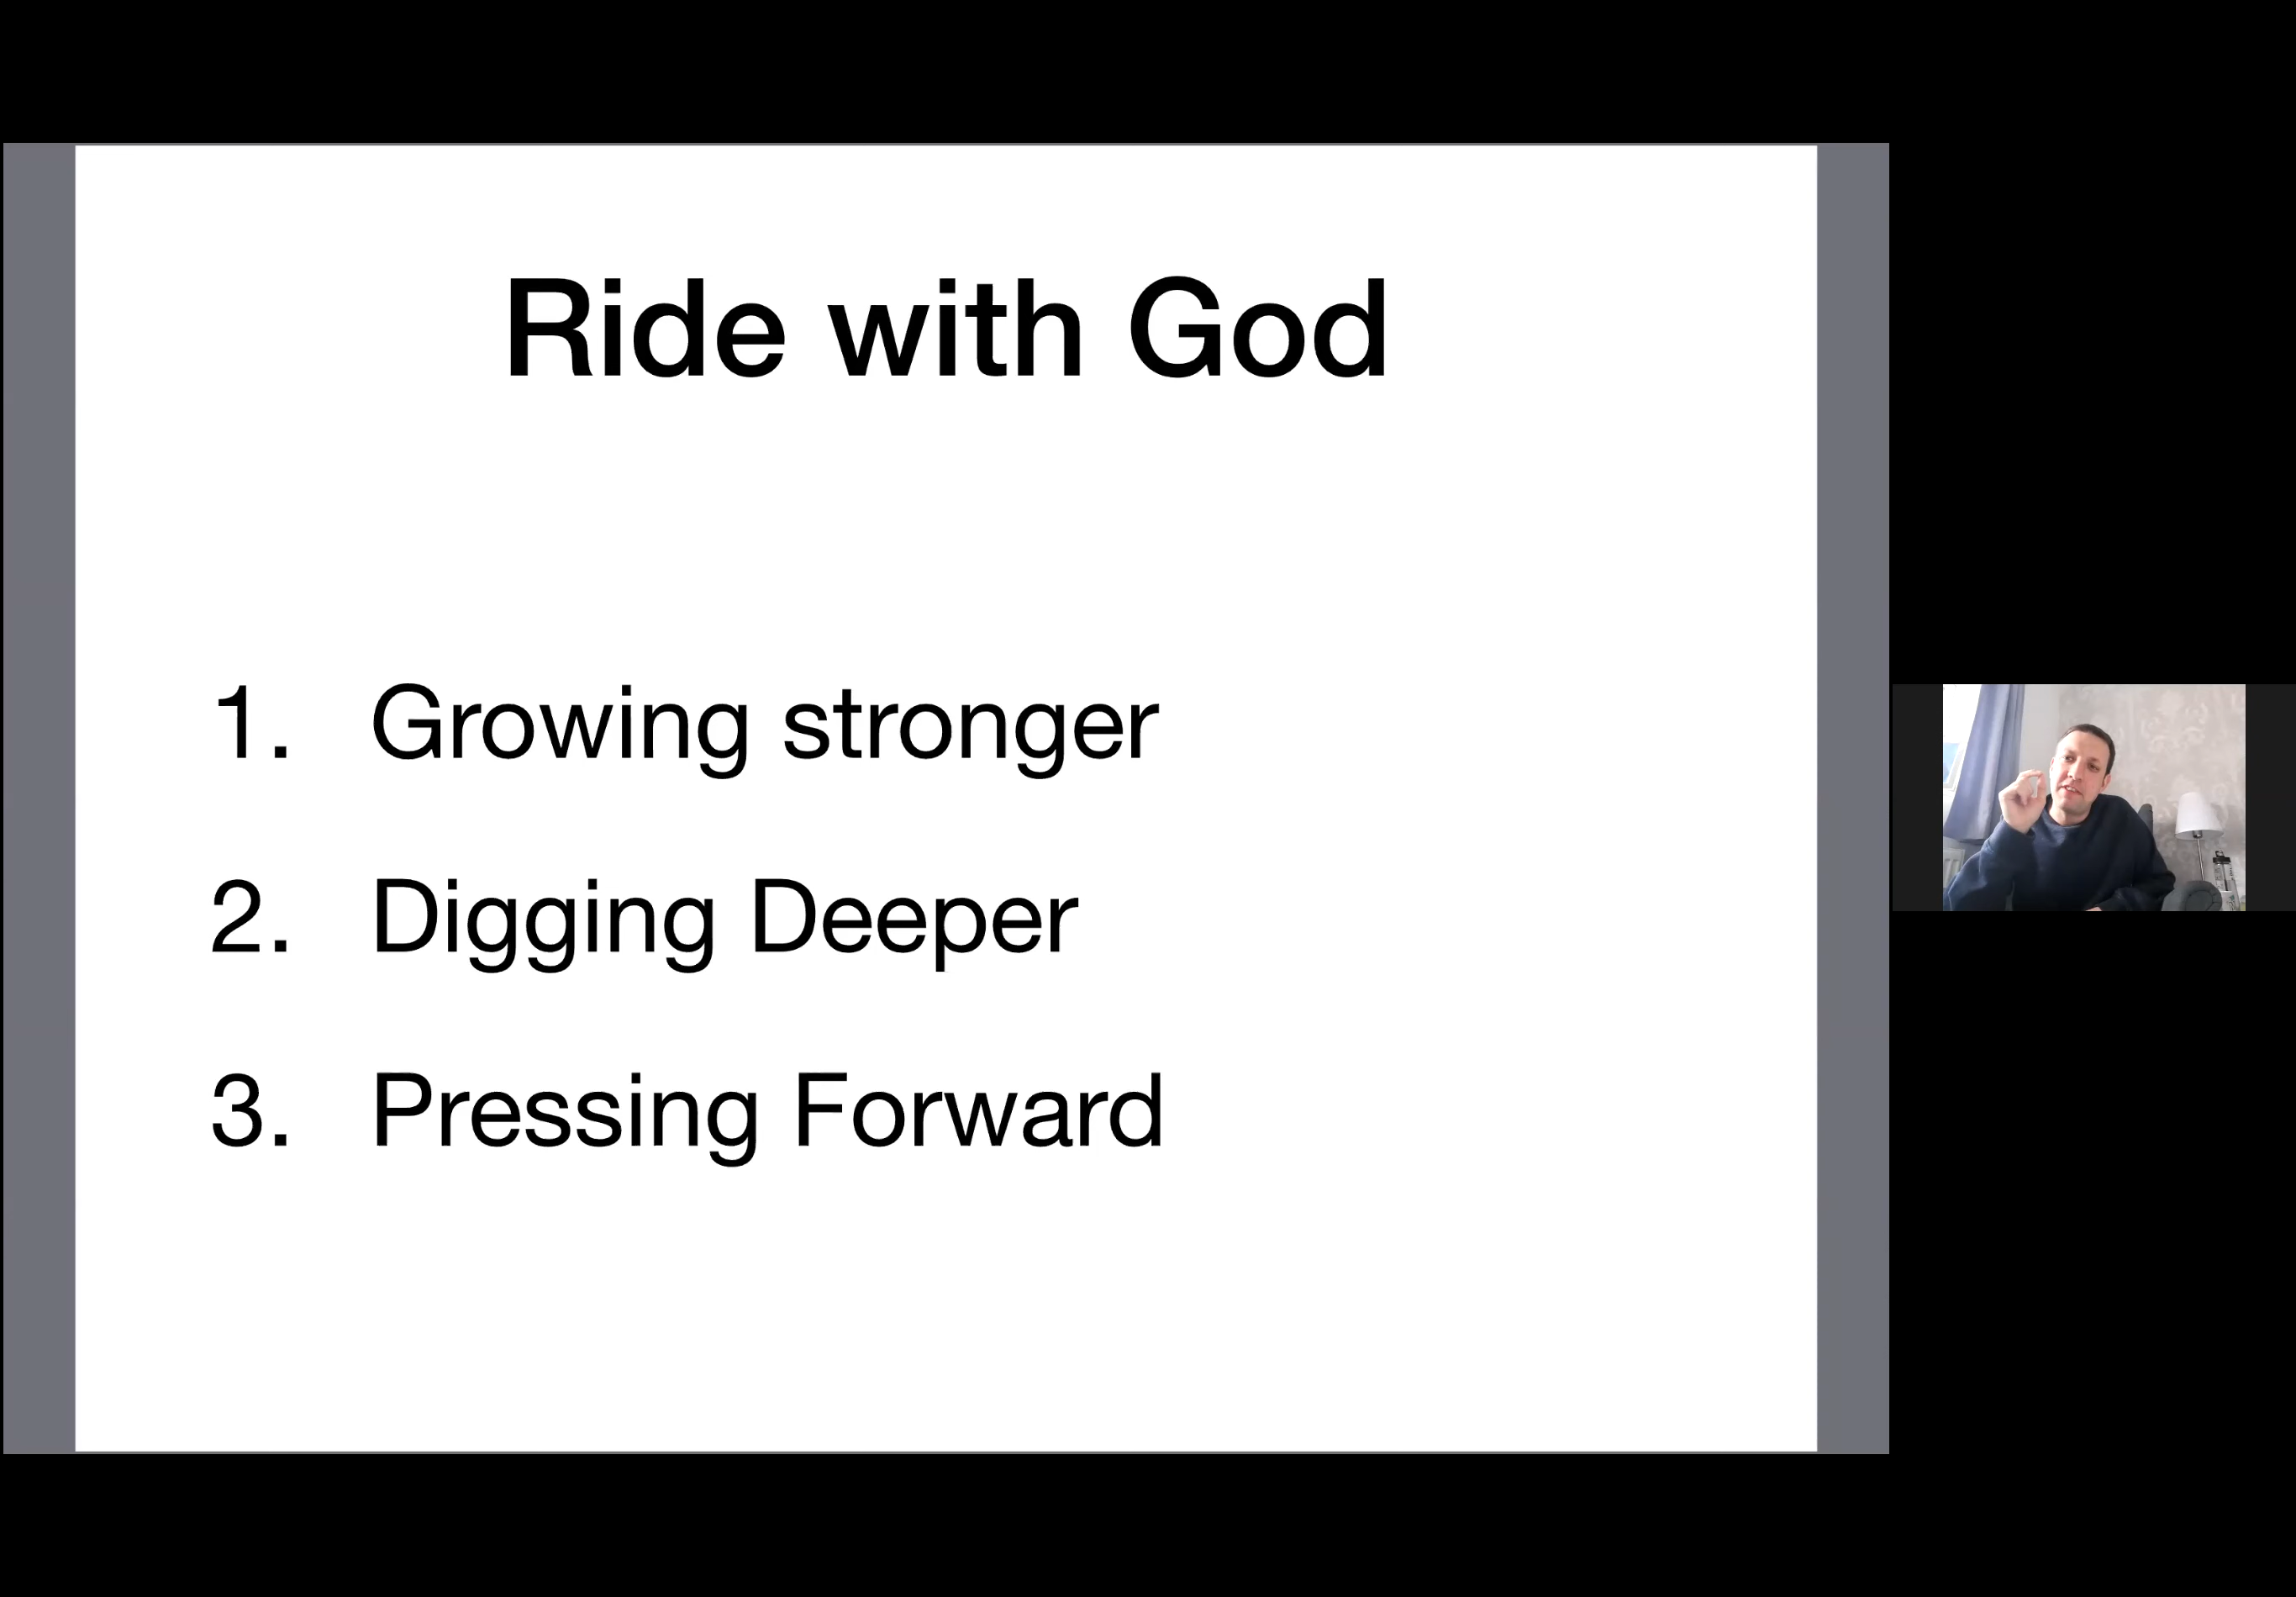 Ride with God
1. Growing stronger
2. Digging Deeper
3. Pressing Forward